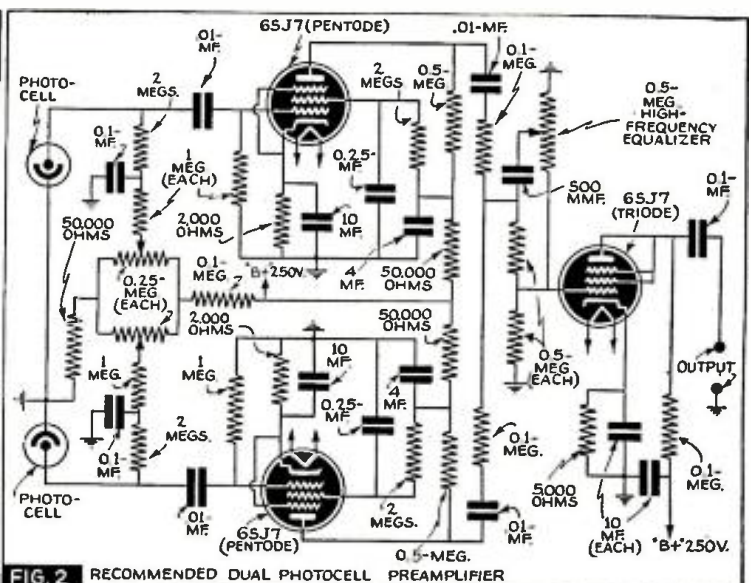 PHOTO-
CELL
.01-
MF.
2
MEGS.
6SJ7 (PENTODE)
2
MEGS.
0.5-
MEG.
.01-MF.
0.1-
MEG.
0.5-
MEG.
HIGH-
FREQUENCY
EQUALIZER
0.1-
MF.
1
MEG
(EACH)
50,000
OHMS
0.25-
MEG
(EACH)
2,000
OHMS
10
MF.
0.25-
MF.
4
MF.
50,000
OHMS
500
MMF.
6SJ7
(TRIODE)
0.1-
MF.
0.1-
MEG.
"B+" 250V.
2,000
OHMS
50,000
OHMS
0.5-
MEG
(EACH)
OUTPUT
1
MEG.
0.1-
MF.
2
MEGS.
1
MEG.
10
MF.
0.25-
MF.
4
MF.
0.1-
MEG.
5,000
OHMS
10
MF.
(EACH)
0.1-
MEG.
"B+" 250V.
PHOTO-
CELL
.01
MF.
6SJ7
(PENTODE)
2
MEGS.
0.5-MEG.
.01
MF.
FIG. 2 RECOMMENDED DUAL PHOTOCELL PREAMPLIFIER